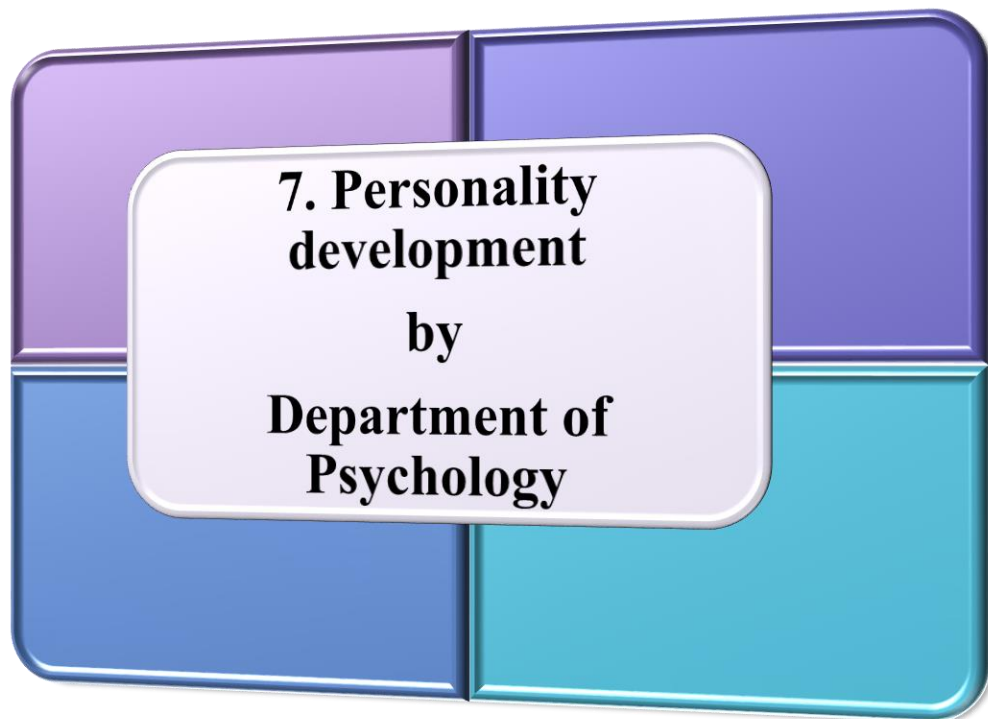 7. Personality
development
by
Department of
Psychology